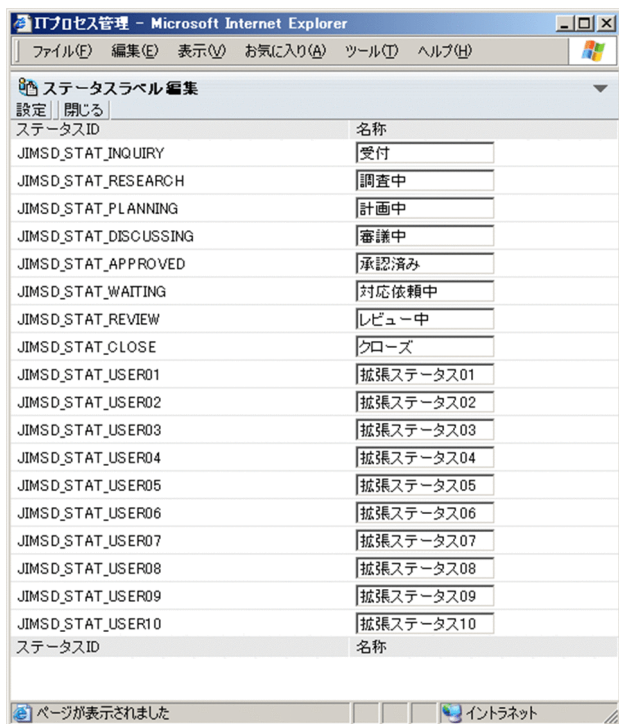 ITプロセス管理 - Microsoft Internet Explorer
ファイル(F) 編集(E) 表示(V) お気に入り(A) ツール(T) ヘルプ(H)
ステータスラベル編集
設定 閉じる
ステータスID 名称
JIMSD_STAT_INQUIRY 受付
JIMSD_STAT_RESEARCH 調査中
JIMSD_STAT_PLANNING 計画中
JIMSD_STAT_DISCUSSING 審議中
JIMSD_STAT_APPROVED 承認済み
JIMSD_STAT_WAITING 対応依頼中
JIMSD_STAT_REVIEW レビュー中
JIMSD_STAT_CLOSE クローズ
JIMSD_STAT_USER01 拡張ステータス01
JIMSD_STAT_USER02 拡張ステータス02
JIMSD_STAT_USER03 拡張ステータス03
JIMSD_STAT_USER04 拡張ステータス04
JIMSD_STAT_USER05 拡張ステータス05
JIMSD_STAT_USER06 拡張ステータス06
JIMSD_STAT_USER07 拡張ステータス07
JIMSD_STAT_USER08 拡張ステータス08
JIMSD_STAT_USER09 拡張ステータス09
JIMSD_STAT_USER10 拡張ステータス10
ステータスID 名称
ページが表示されました イントラネット